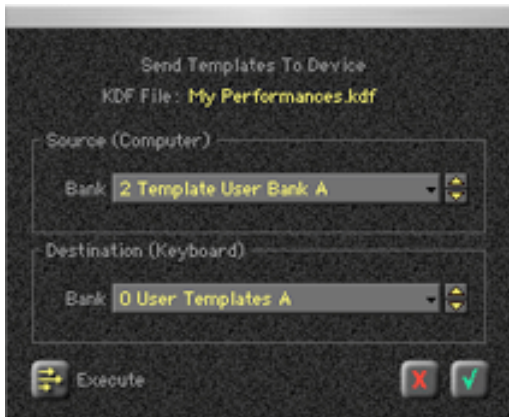 Send Templates To Device
KDF File: My Performances.kdf
Source (Computer)
Bank 2 Template User Bank A
Destination (Keyboard)
Bank 0 User Templates A
Execute